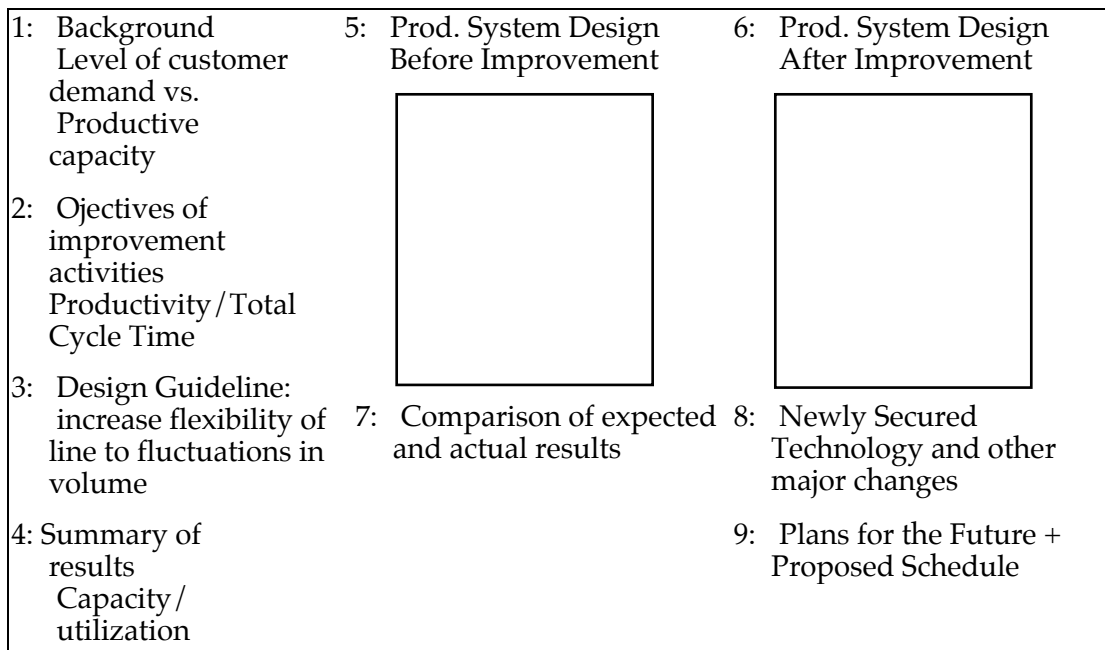 1: Background
Level of customer
demand vs.
Productive
capacity
2: Ojectives of
improvement
activities
Productivity/Total
Cycle Time
3: Design Guideline:
increase flexibility of
line to fluctuations in
volume
4: Summary of
results
Capacity/
utilization
5: Prod. System Design
Before Improvement
6: Prod. System Design
After Improvement
7: Comparison of expected
and actual results
8: Newly Secured
Technology and other
major changes
9: Plans for the Future +
Proposed Schedule